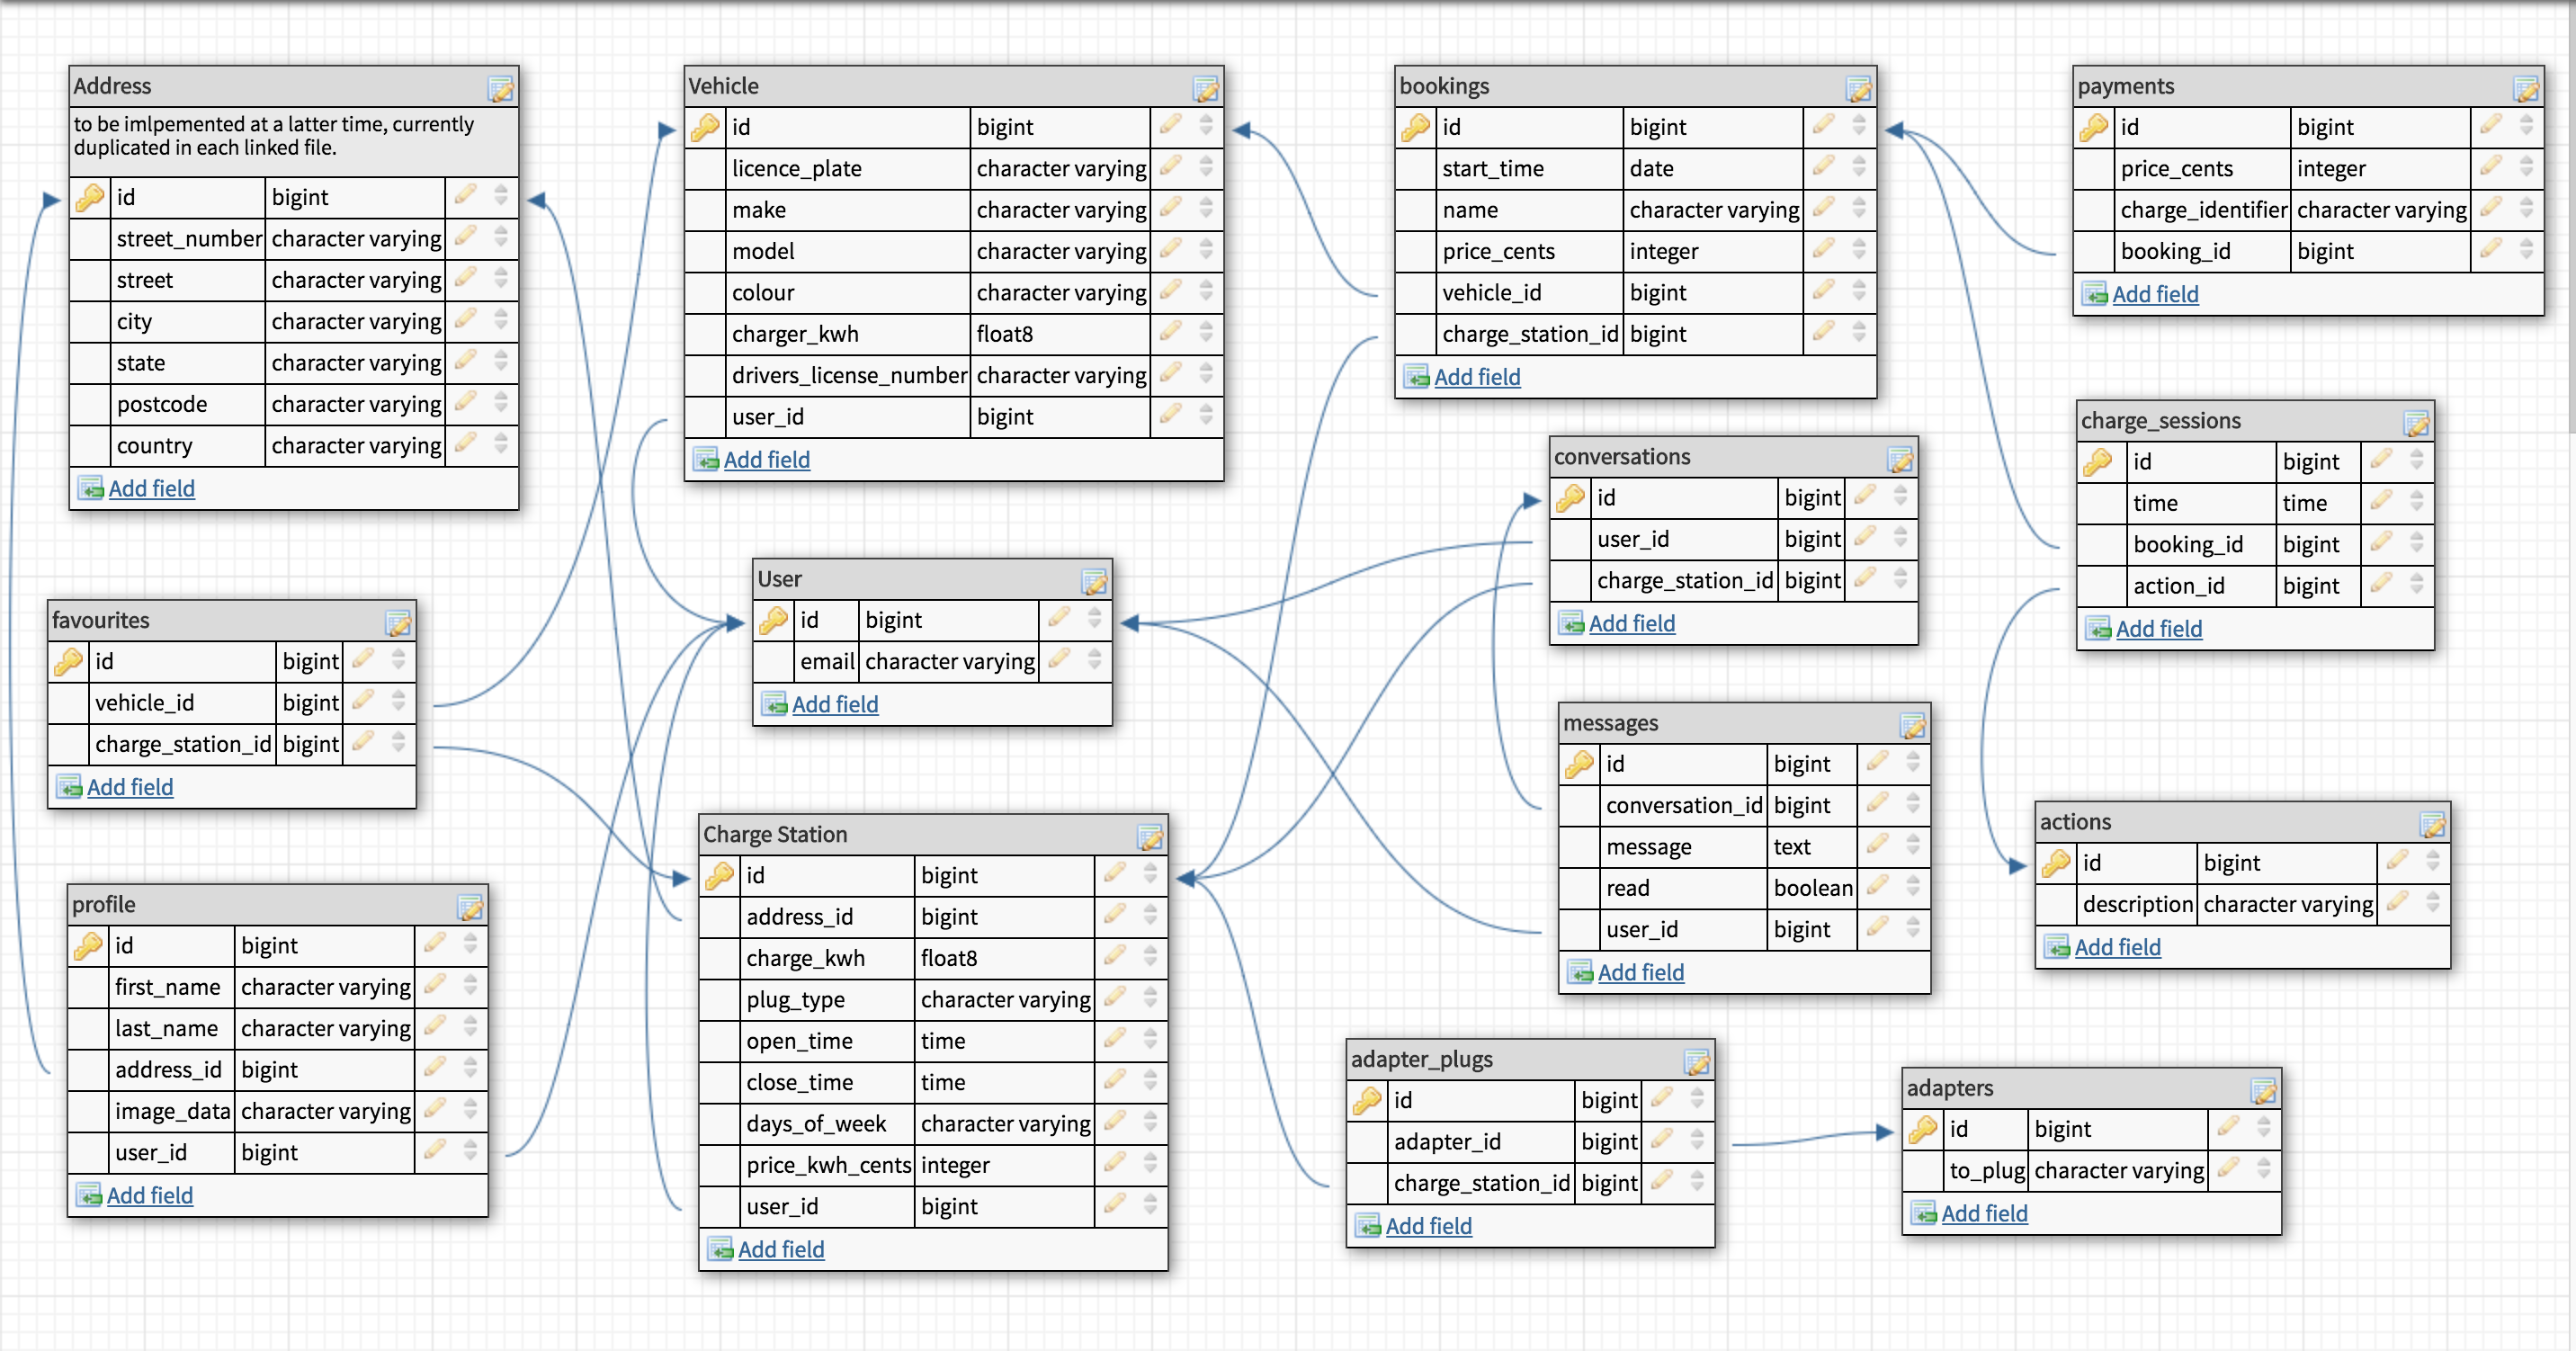 Address
to be imlpemented at a latter time, currently
duplicated in each linked file.
id bigint
street_number character varying
street character varying
city character varying
state character varying
postcode character varying
country character varying
Add field
Vehicle
id bigint
licence_plate character varying
make character varying
model character varying
colour character varying
charger_kwh float8
drivers_license_number character varying
user_id bigint
Add field
bookings
id bigint
start_time date
name character varying
price_cents integer
vehicle_id bigint
charge_station_id bigint
Add field
payments
id bigint
price_cents integer
charge_identifier character varying
booking_id bigint
Add field
charge_sessions
id bigint
time time
booking_id bigint
action_id bigint
Add field
conversations
id bigint
user_id bigint
charge_station_id bigint
Add field
User
id bigint
email character varying
Add field
favourites
id bigint
vehicle_id bigint
charge_station_id bigint
Add field
messages
id bigint
conversation_id bigint
message text
read boolean
user_id bigint
Add field
actions
id bigint
description character varying
Add field
Charge Station
id bigint
address_id bigint
charge_kwh float8
plug_type character varying
open_time time
close_time time
days_of_week character varying
price_kwh_cents integer
user_id bigint
Add field
profile
id bigint
first_name character varying
last_name character varying
address_id bigint
image_data character varying
user_id bigint
Add field
adapter_plugs
id bigint
adapter_id bigint
charge_station_id bigint
Add field
adapters
id bigint
to_plug character varying
Add field